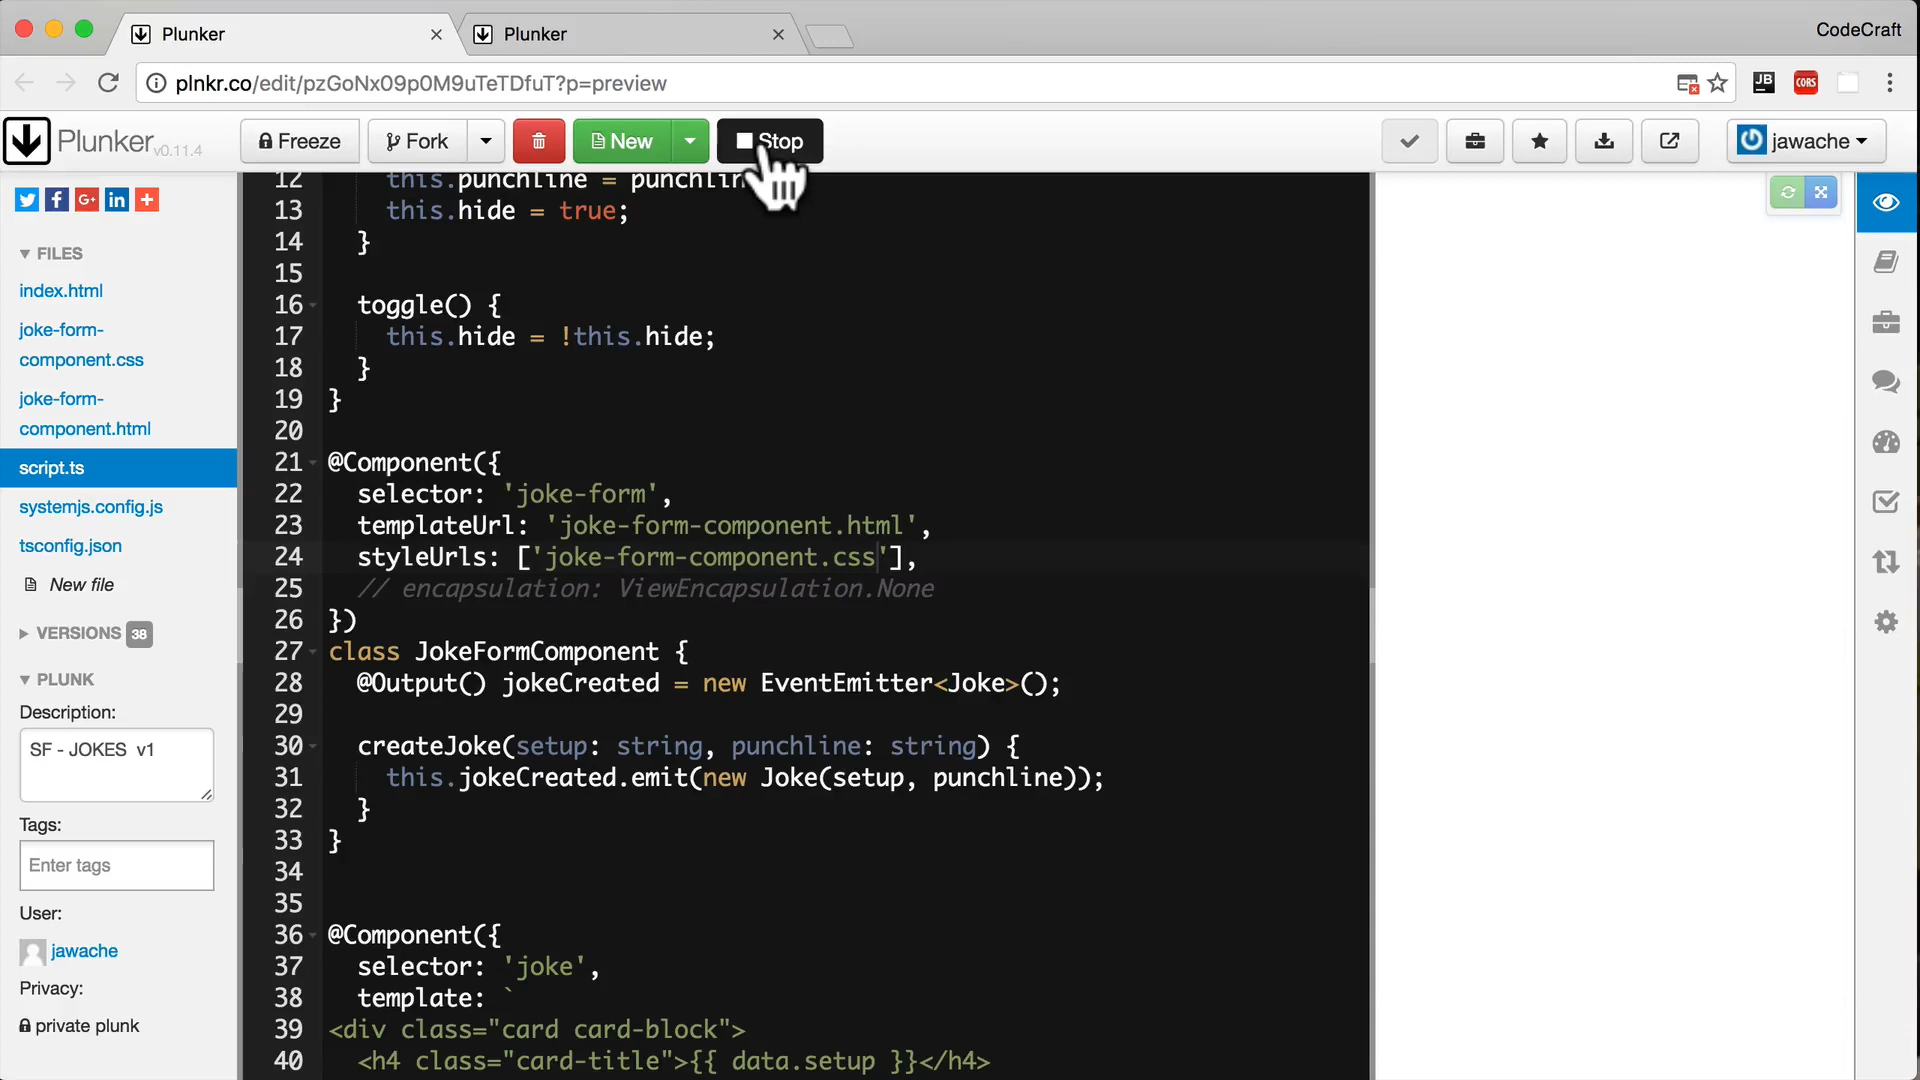 Plunker
Plunker
CodeCraft
plnkr.co/edit/pzGoNx09p0M9uTeTDfuT?p=preview
JB
CORS
Plunker v0.11.4
Freeze
Fork
New
Stop
jawache
FILES
index.html
joke-form-
component.css
joke-form-
component.html
script.ts
systemjs.config.js
tsconfig.json
New file
VERSIONS 38
PLUNK
Description:
SF - JOKES v1
Tags:
Enter tags
User:
jawache
Privacy:
private plunk
12 this.punchline = punchlin
13 this.hide = true;
14 }
15
16 toggle() {
17 this.hide = !this.hide;
18 }
19 }
20
21 @Component({
22 selector: 'joke-form',
23 templateUrl: 'joke-form-component.html',
24 styleUrls: ['joke-form-component.css'],
25 // encapsulation: ViewEncapsulation.None
26 })
27 class JokeFormComponent {
28 @Output() jokeCreated = new EventEmitter<Joke>();
29
30 createJoke(setup: string, punchline: string) {
31 this.jokeCreated.emit(new Joke(setup, punchline));
32 }
33 }
34
35
36 @Component({
37 selector: 'joke',
38 template: `
39 <div class="card card-block">
40 <h4 class="card-title">{{ data.setup }}</h4>